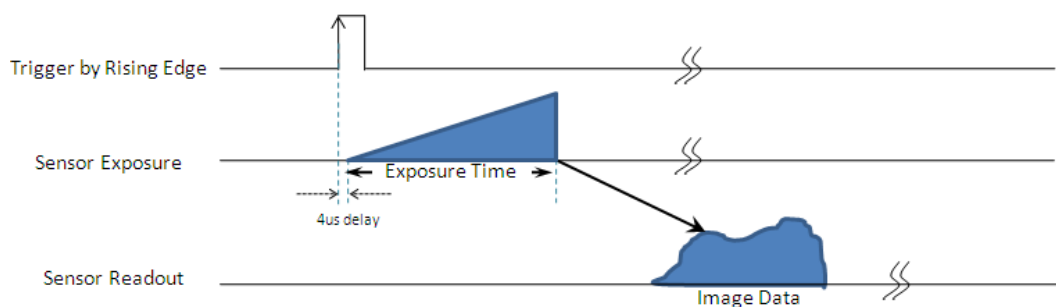 Trigger by Rising Edge
Sensor Exposure
Exposure Time
4us delay
Sensor Readout
Image Data